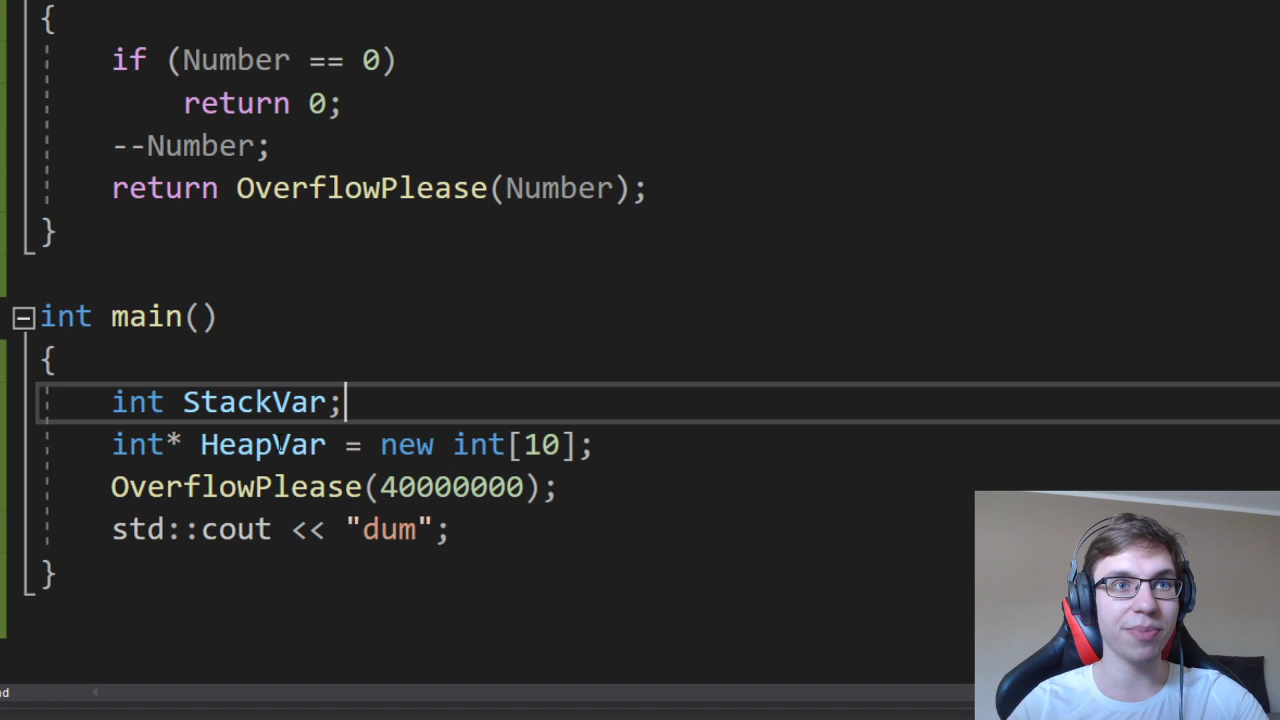 {
if (Number == 0)
return 0;
--Number;
return OverflowPlease(Number);
}
int main()
{
int StackVar;
int* HeapVar = new int[10];
OverflowPlease(40000000);
std::cout << "dum";
}
nd